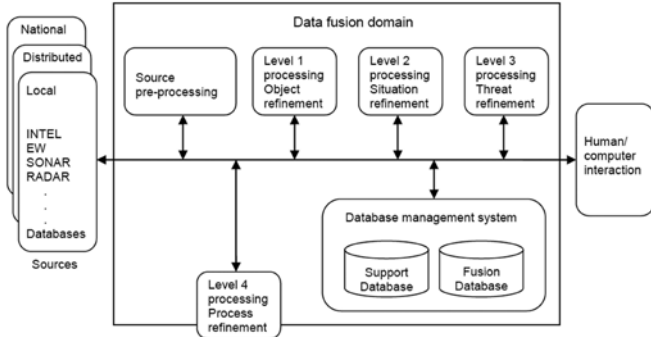 Data fusion domain
National
Distributed
Local
INTEL
EW
SONAR
RADAR
.
.
.
Databases
Sources
Source
pre-processing
Level 1
processing
Object
refinement
Level 2
processing
Situation
refinement
Level 3
processing
Threat
refinement
Human/
computer
interaction
Database management system
Support
Database
Fusion
Database
Level 4
processing
Process
refinement